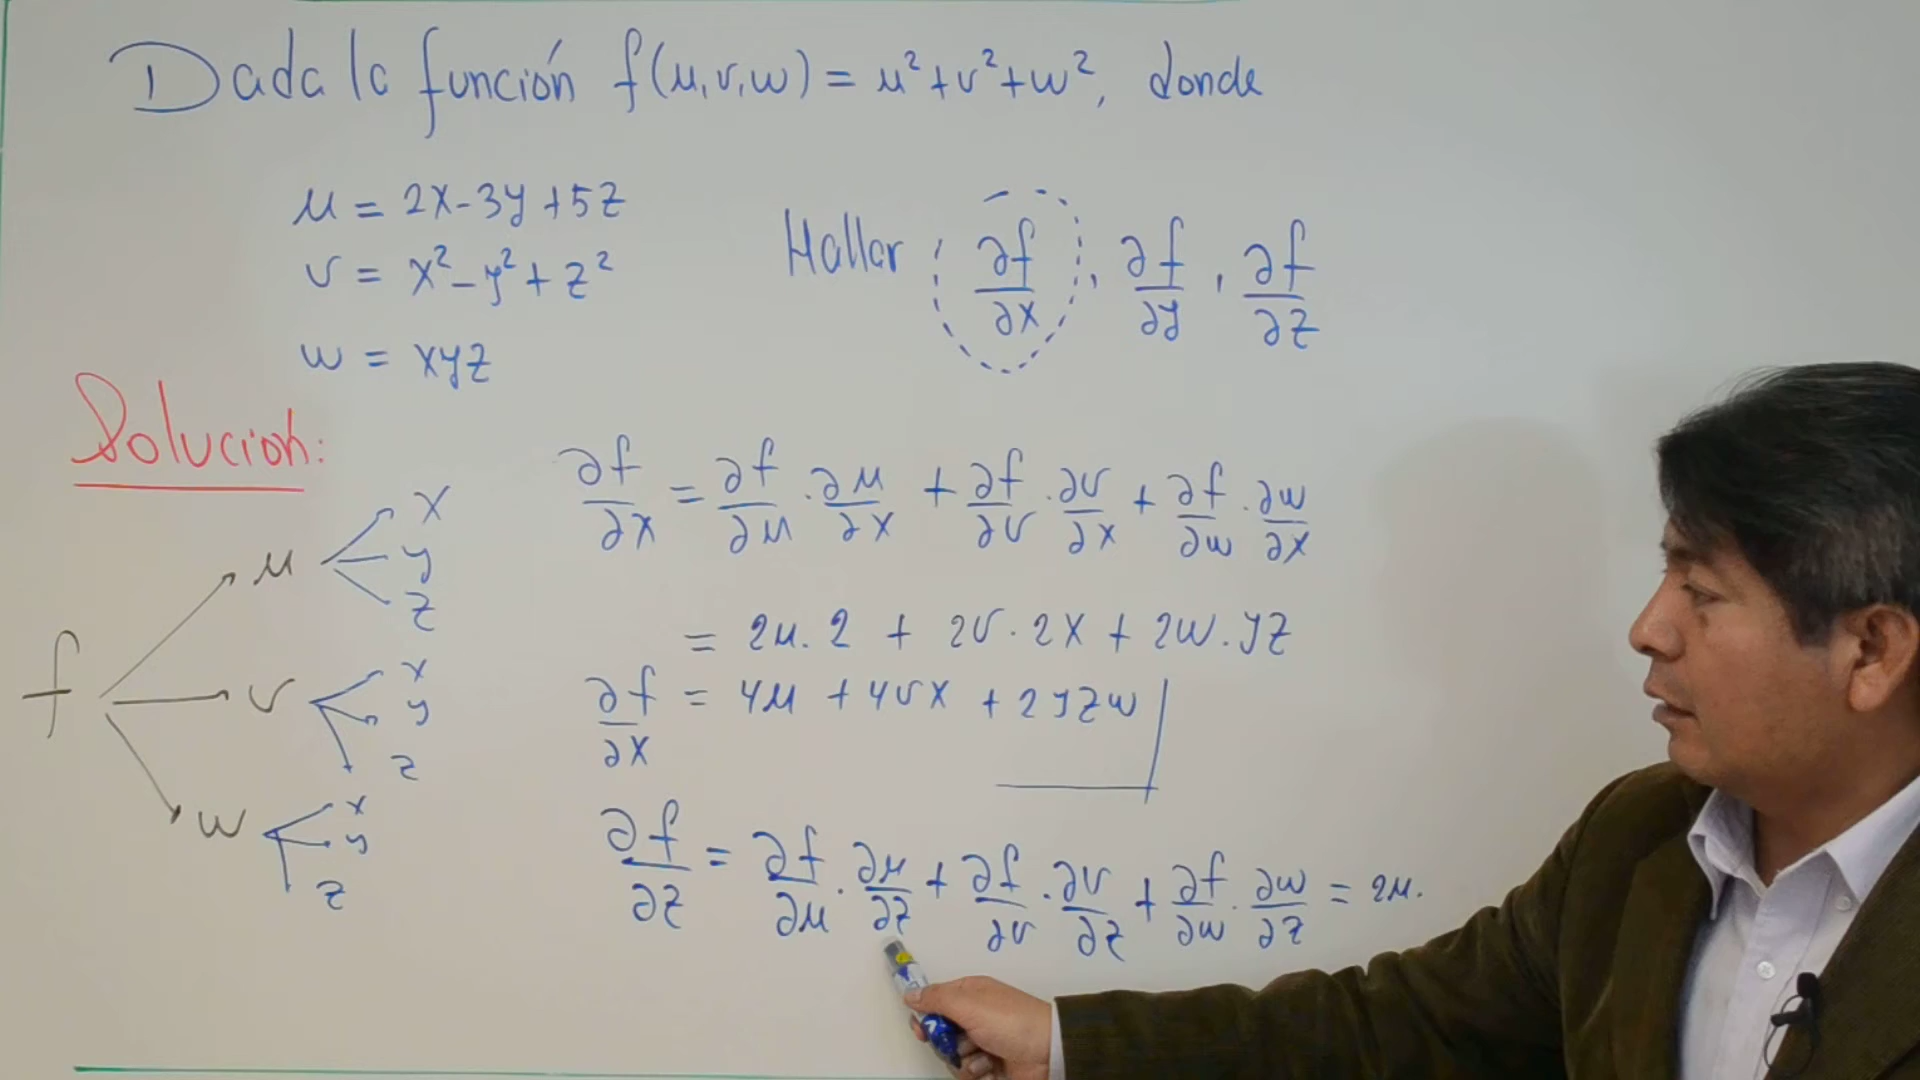 Dada la función f(u,v,w) = u²+v²+w², donde
u = 2x-3y+5z
v = x²-y²+z²
w = xyz
Hallar ∂f/∂x, ∂f/∂y, ∂f/∂z
Solución:
f
u x y z
v x y z
w x y z
∂f/∂x = ∂f/∂u · ∂u/∂x + ∂f/∂v · ∂v/∂x + ∂f/∂w · ∂w/∂x
= 2u.2 + 2v.2x + 2w.yz
∂f/∂x = 4u + 4vx + 2yzw
∂f/∂z = ∂f/∂u · ∂u/∂z + ∂f/∂v · ∂v/∂z + ∂f/∂w · ∂w/∂z = 2u.